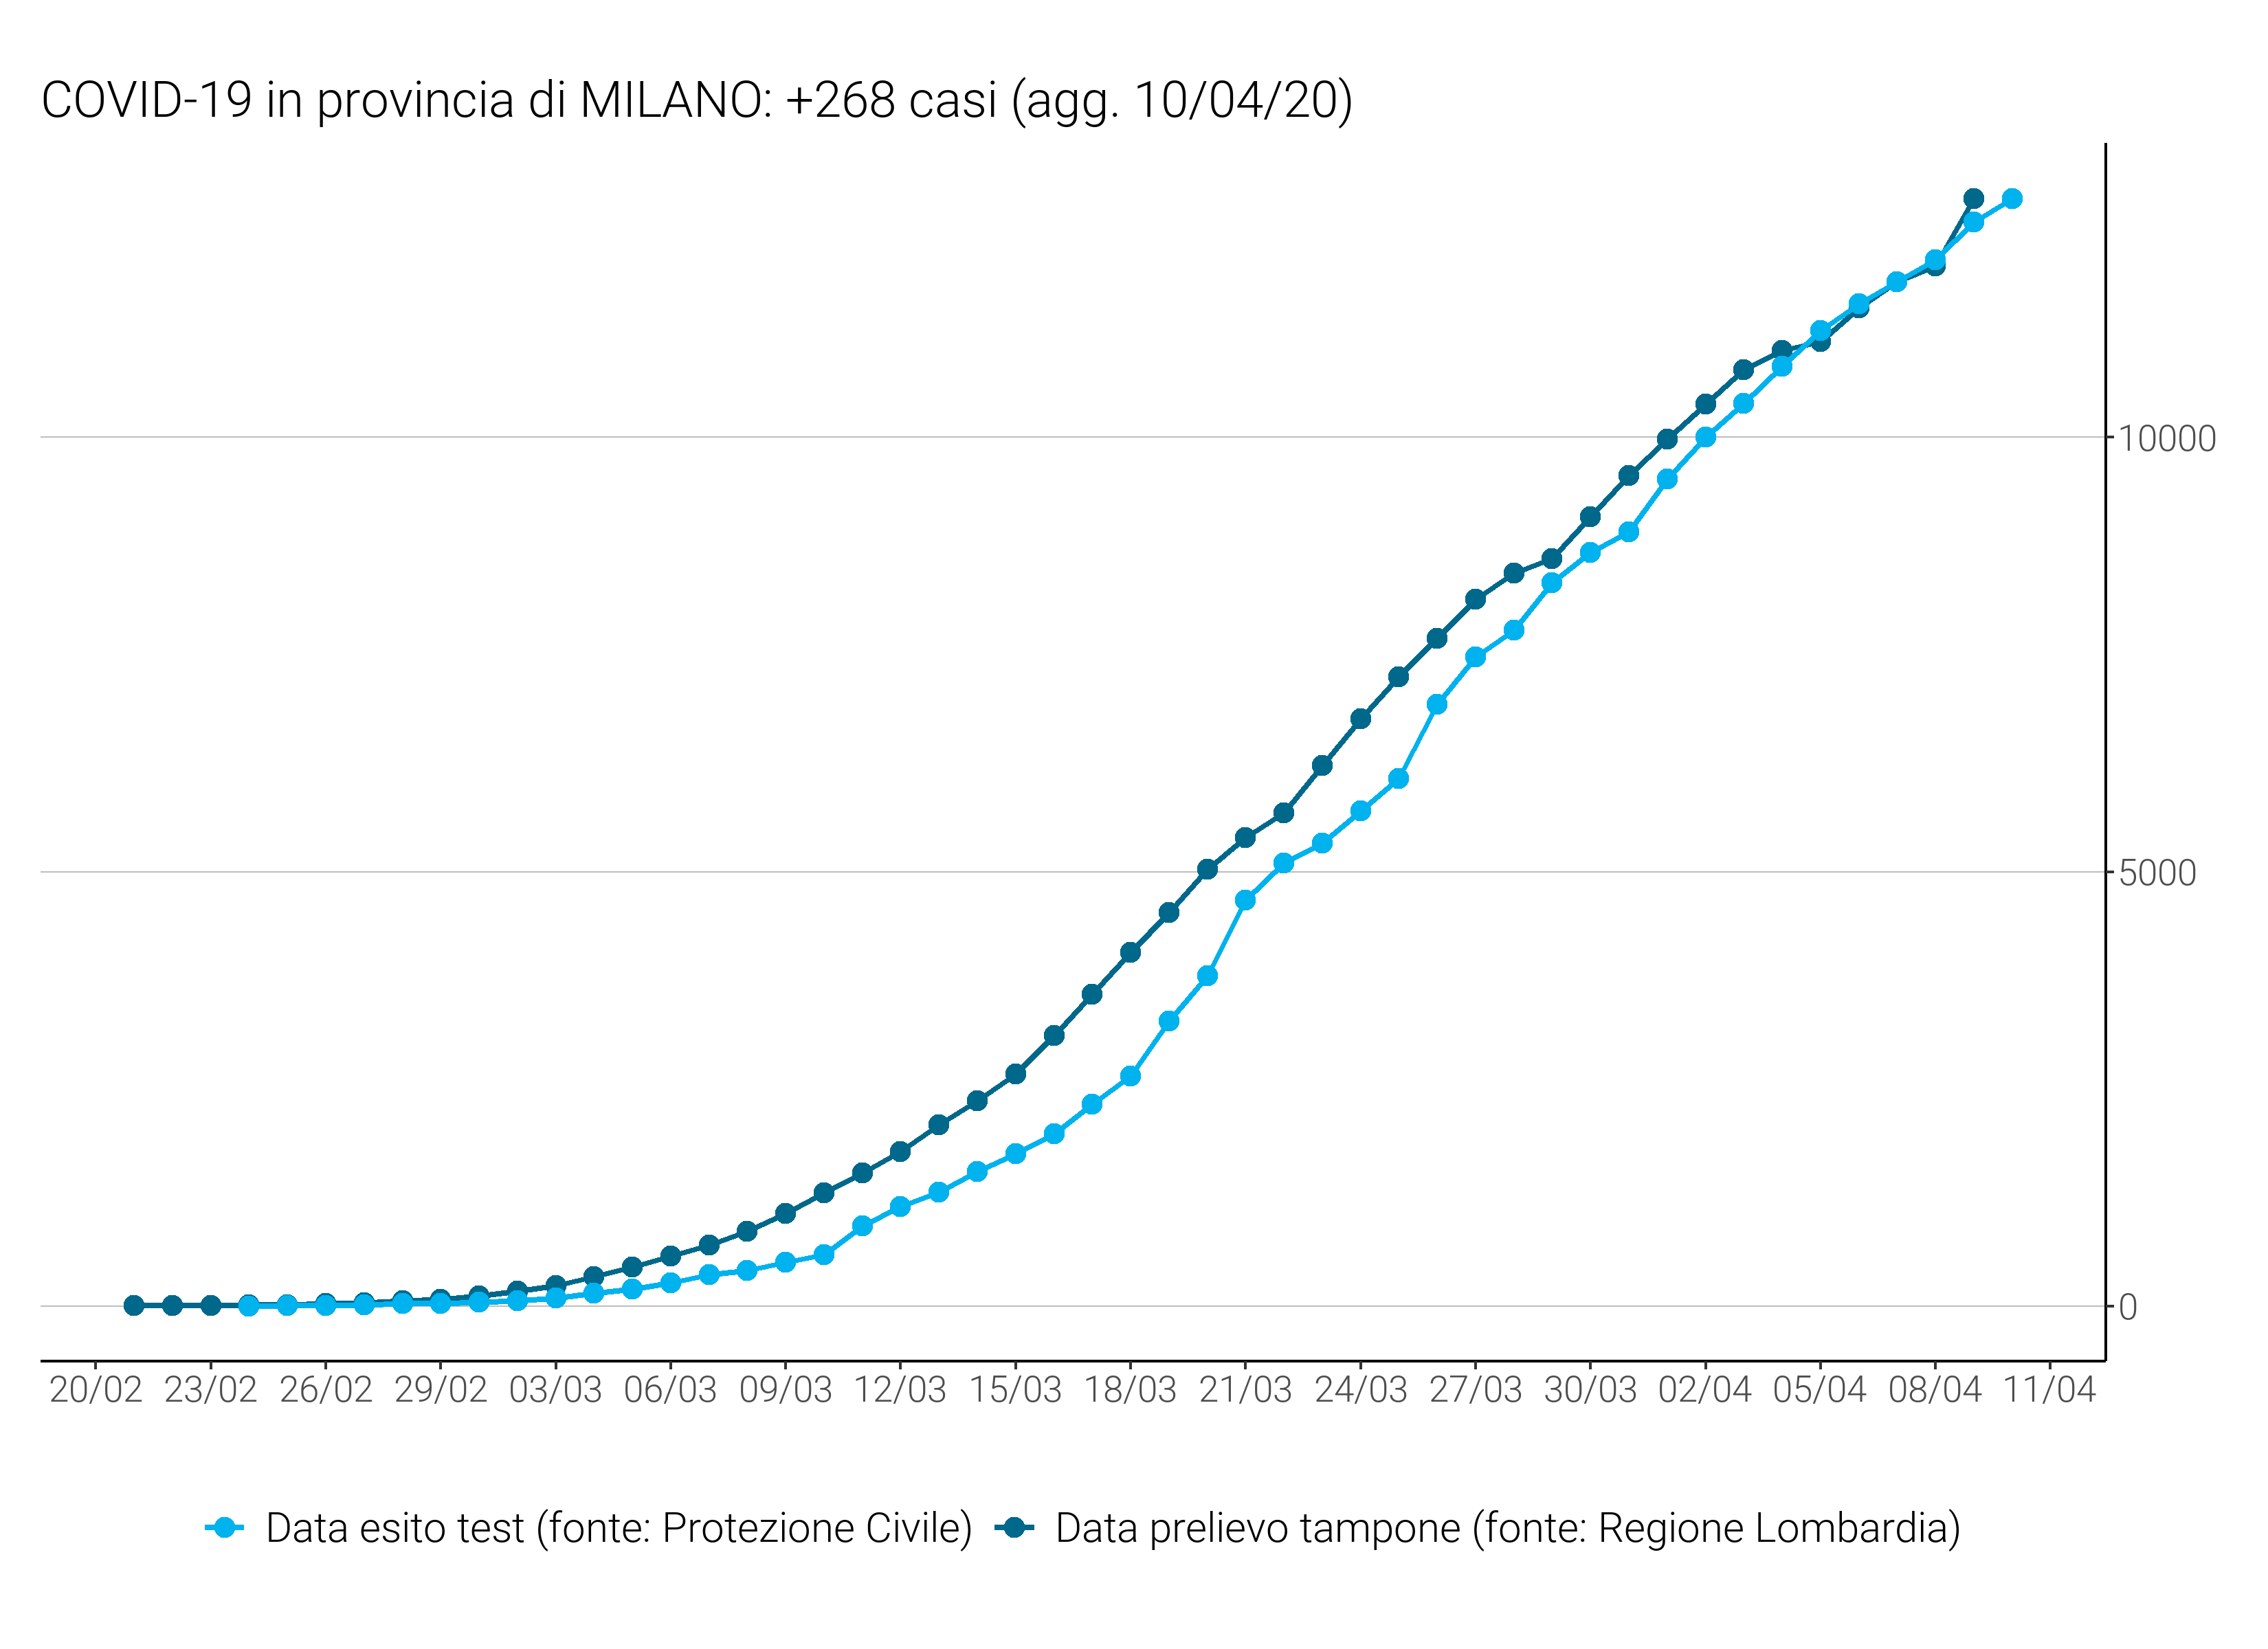 COVID-19 in provincia di MILANO: +268 casi (agg. 10/04/20)
10000
5000
0
20/02 23/02 26/02 29/02 03/03 06/03 09/03 12/03 15/03 18/03 21/03 24/03 27/03 30/03 02/04 05/04 08/04 11/04
Data esito test (fonte: Protezione Civile) Data prelievo tampone (fonte: Regione Lombardia)